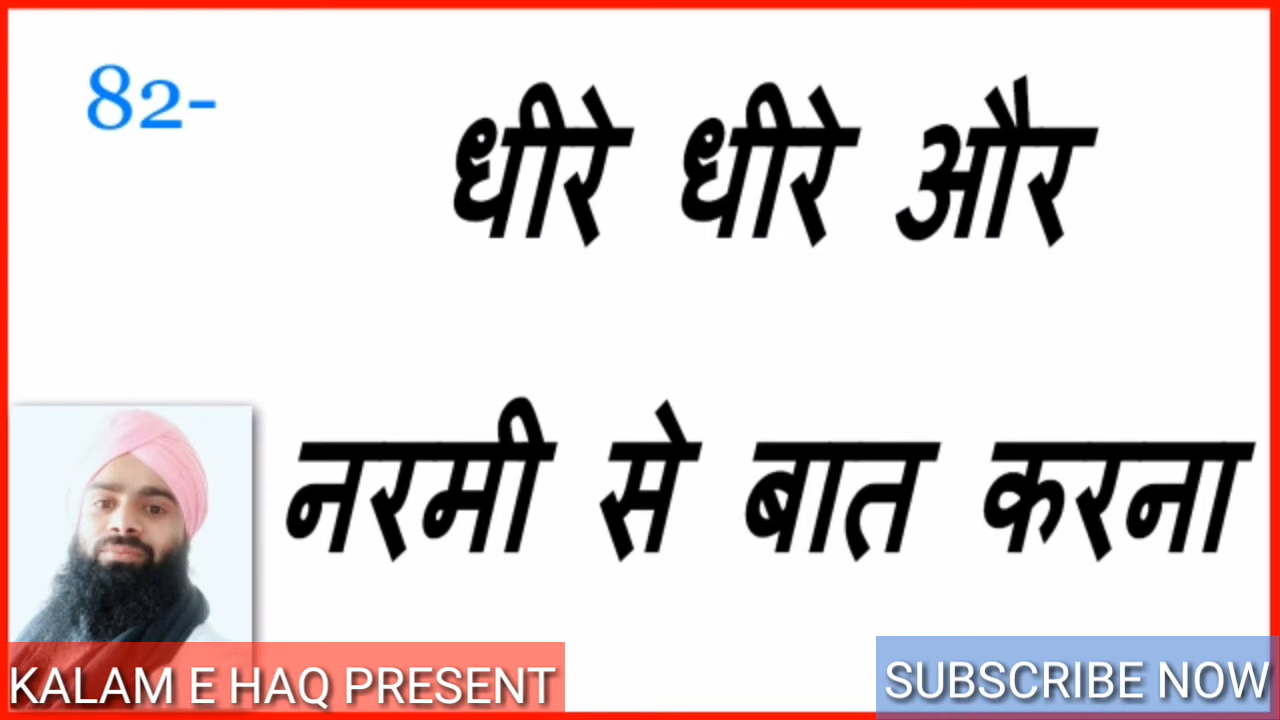 82-
धीरे धीरे और
नरमी से बात करना
KALAM E HAQ PRESENT
SUBSCRIBE NOW